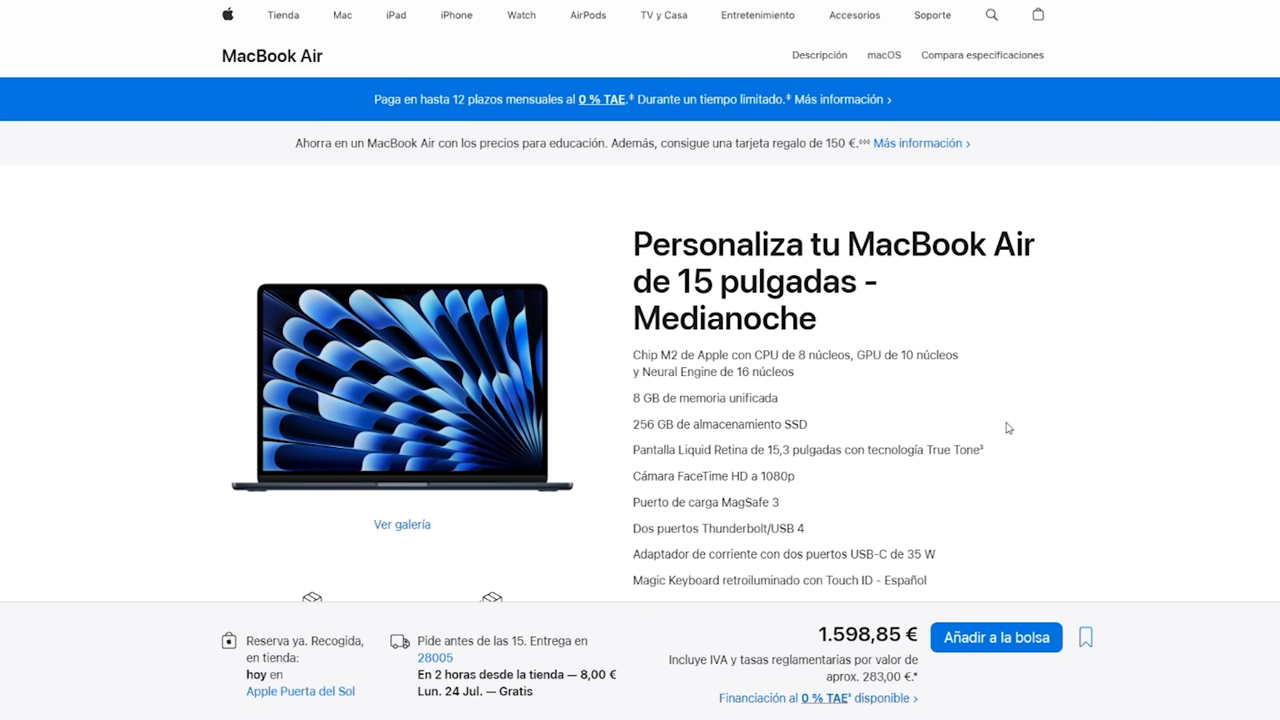 Tienda Mac iPad iPhone Watch AirPods TV y Casa Entretenimiento Accesorios Soporte
MacBook Air
Descripción macOS Compara especificaciones
Paga en hasta 12 plazos mensuales al 0 % TAE.‡ Durante un tiempo limitado.‡ Más información >
Ahorra en un MacBook Air con los precios para educación. Además, consigue una tarjeta regalo de 150 €.◊◊◊ Más información >
Personaliza tu MacBook Air
de 15 pulgadas -
Medianoche
Chip M2 de Apple con CPU de 8 núcleos, GPU de 10 núcleos
y Neural Engine de 16 núcleos
8 GB de memoria unificada
256 GB de almacenamiento SSD
Pantalla Liquid Retina de 15,3 pulgadas con tecnología True Tone³
Cámara FaceTime HD a 1080p
Puerto de carga MagSafe 3
Dos puertos Thunderbolt/USB 4
Adaptador de corriente con dos puertos USB-C de 35 W
Magic Keyboard retroiluminado con Touch ID - Español
Ver galería
Reserva ya. Recogida,
en tienda:
hoy en
Apple Puerta del Sol
Pide antes de las 15. Entrega en
28005
En 2 horas desde la tienda — 8,00 €
Lun. 24 Jul. — Gratis
1.598,85 €
Incluye IVA y tasas reglamentarias por valor de
aprox. 283,00 €.*
Financiación al 0 % TAE‡ disponible >
Añadir a la bolsa